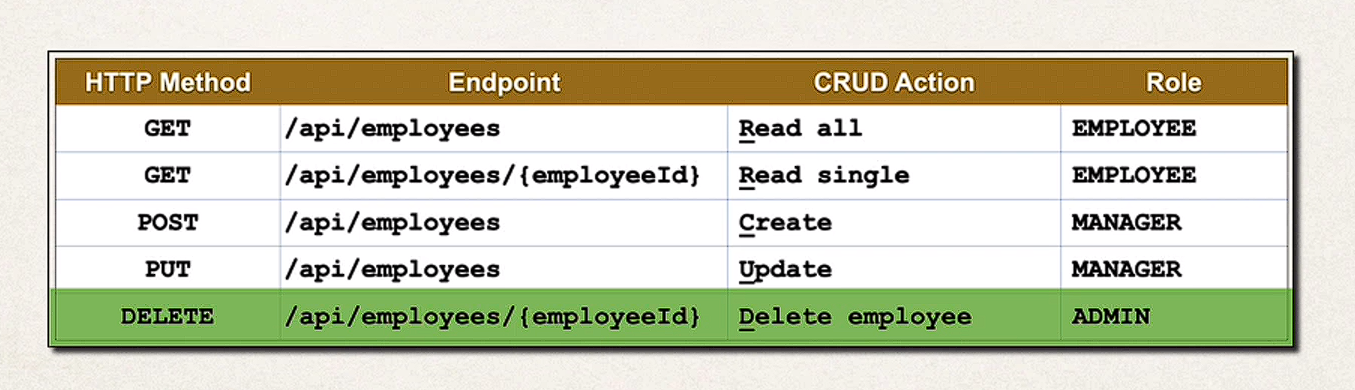 HTTP Method Endpoint CRUD Action Role
GET /api/employees Read all EMPLOYEE
GET /api/employees/{employeeId} Read single EMPLOYEE
POST /api/employees Create MANAGER
PUT /api/employees Update MANAGER
DELETE /api/employees/{employeeId} Delete employee ADMIN